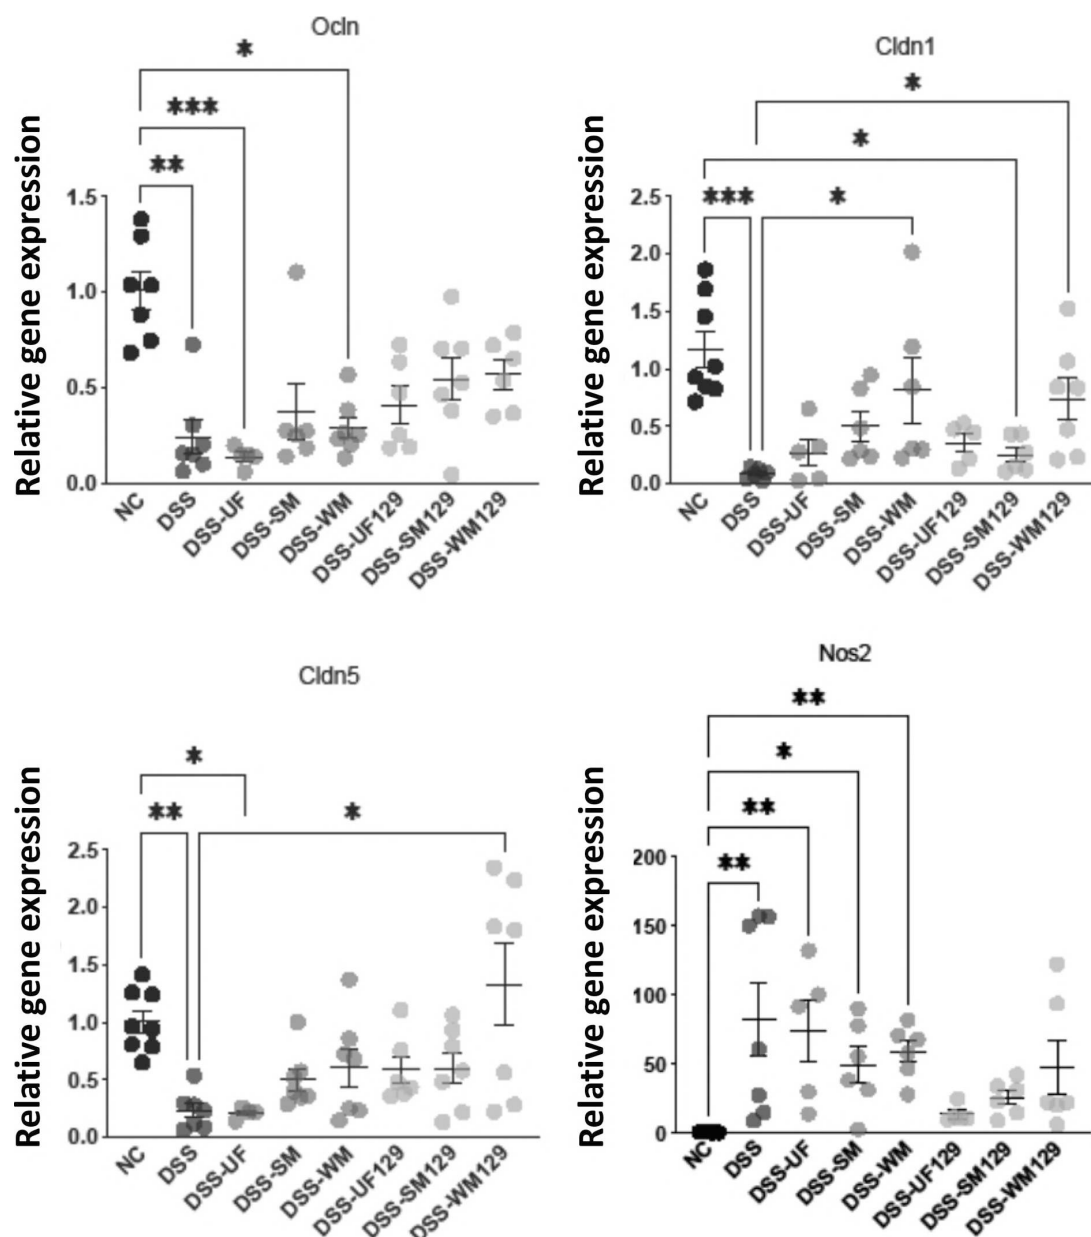 Ocln
*
***
**
Relative gene expression
1.5
1.0
0.5
0.0
NC
DSS
DSS-UF
DSS-SM
DSS-WM
DSS-UF129
DSS-SM129
DSS-WM129
Cldn1
*
*
***
*
Relative gene expression
2.5
2.0
1.5
1.0
0.5
0.0
NC
DSS
DSS-UF
DSS-SM
DSS-WM
DSS-UF129
DSS-SM129
DSS-WM129
Cldn5
*
**
*
Relative gene expression
2.5
2.0
1.5
1.0
0.5
0.0
NC
DSS
DSS-UF
DSS-SM
DSS-WM
DSS-UF129
DSS-SM129
DSS-WM129
Nos2
**
*
**
**
Relative gene expression
200
150
100
50
0
NC
DSS
DSS-UF
DSS-SM
DSS-WM
DSS-UF129
DSS-SM129
DSS-WM129